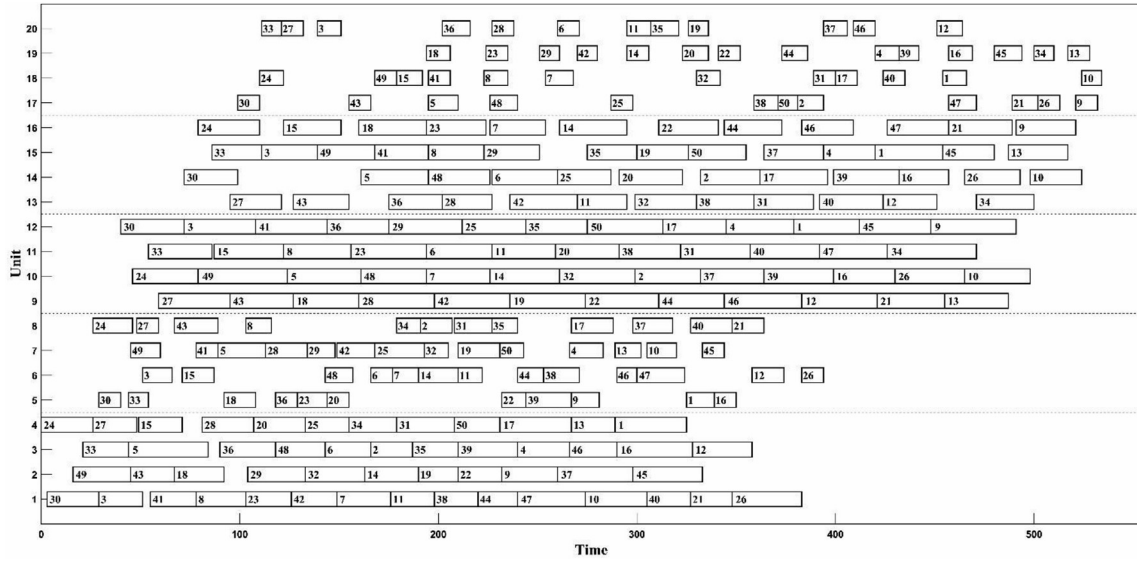 20 33 27 3 36 28 6 11 35 19 37 46 12
19 18 23 29 42 14 20 22 44 4 39 16 45 34 13
18 24 49 15 41 8 7 32 31 17 40 1 10
17 30 43 5 48 25 38 50 2 47 21 26 9
16 24 15 18 23 7 14 22 44 46 47 21 9
15 33 3 49 41 8 29 35 19 50 37 4 1 45 13
14 30 5 48 6 25 20 2 17 39 16 26 10
13 27 43 36 28 42 11 32 38 31 40 12 34
12 30 3 41 36 29 25 35 50 17 4 1 45 9
11 33 15 8 23 6 11 20 38 31 40 47 34
10 24 49 5 48 7 14 32 2 37 39 16 26 10
9 27 43 18 28 42 19 22 44 46 12 21 13
8 24 27 43 8 34 2 31 35 17 37 40 21
7 49 41 5 28 29 42 25 32 19 50 4 13 10 45
6 3 15 48 6 7 14 11 44 38 46 47 12 26
5 30 33 18 36 23 20 22 39 9 1 16
4 24 27 15 28 20 25 34 31 50 17 13 1
3 33 5 36 48 6 2 35 39 4 46 16 12
2 49 43 18 29 32 14 19 22 9 37 45
1 30 3 41 8 23 42 7 11 38 44 47 10 40 21 26
0 100 200 300 400 500
Time
Unit